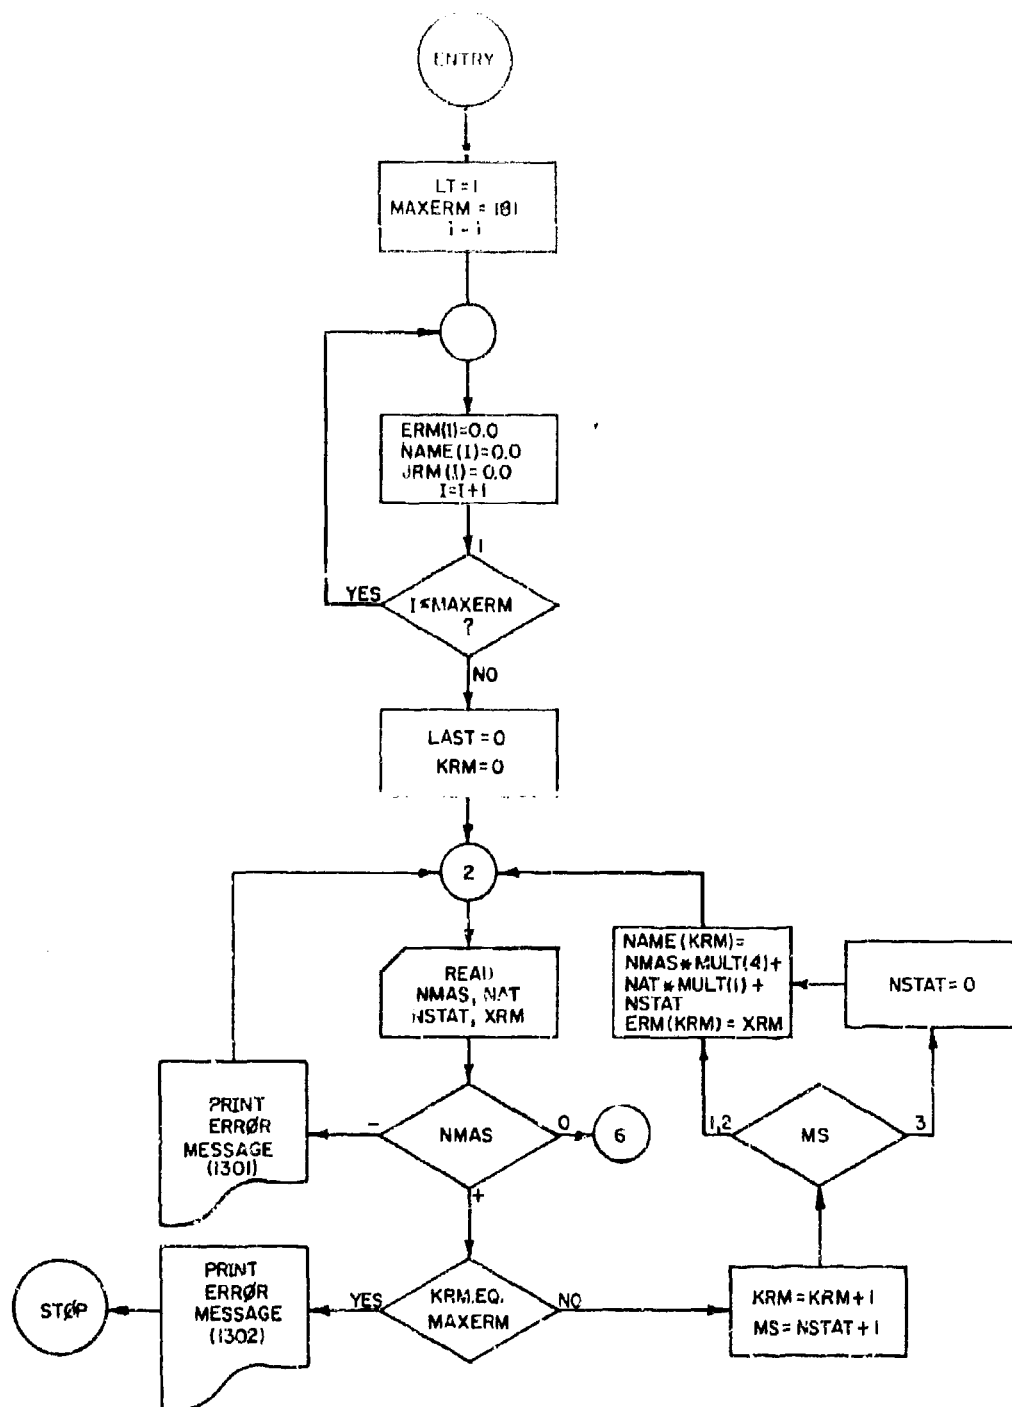 ENTRY
LT=1
MAXERM = 181
ERM(I)=0.0
NAME(I)=0.0
JRM(I)=0.0
I=I+1
1
YES
I≤MAXERM
?
NO
LAST=0
KRM=0
2
READ
NMAS, NAT
NSTAT, XRM
NAME(KRM)=
NMAS*MULT(4)+
NAT*MULT(1)+
NSTAT
ERM(KRM)=XRM
NSTAT=0
PRINT
ERRØR
MESSAGE
(1301)
-
NMAS
0
6
+
1,2
MS
3
STØP
PRINT
ERRØR
MESSAGE
(1302)
YES
KRM.EQ.
MAXERM
NO
KRM=KRM+1
MS=NSTAT+1